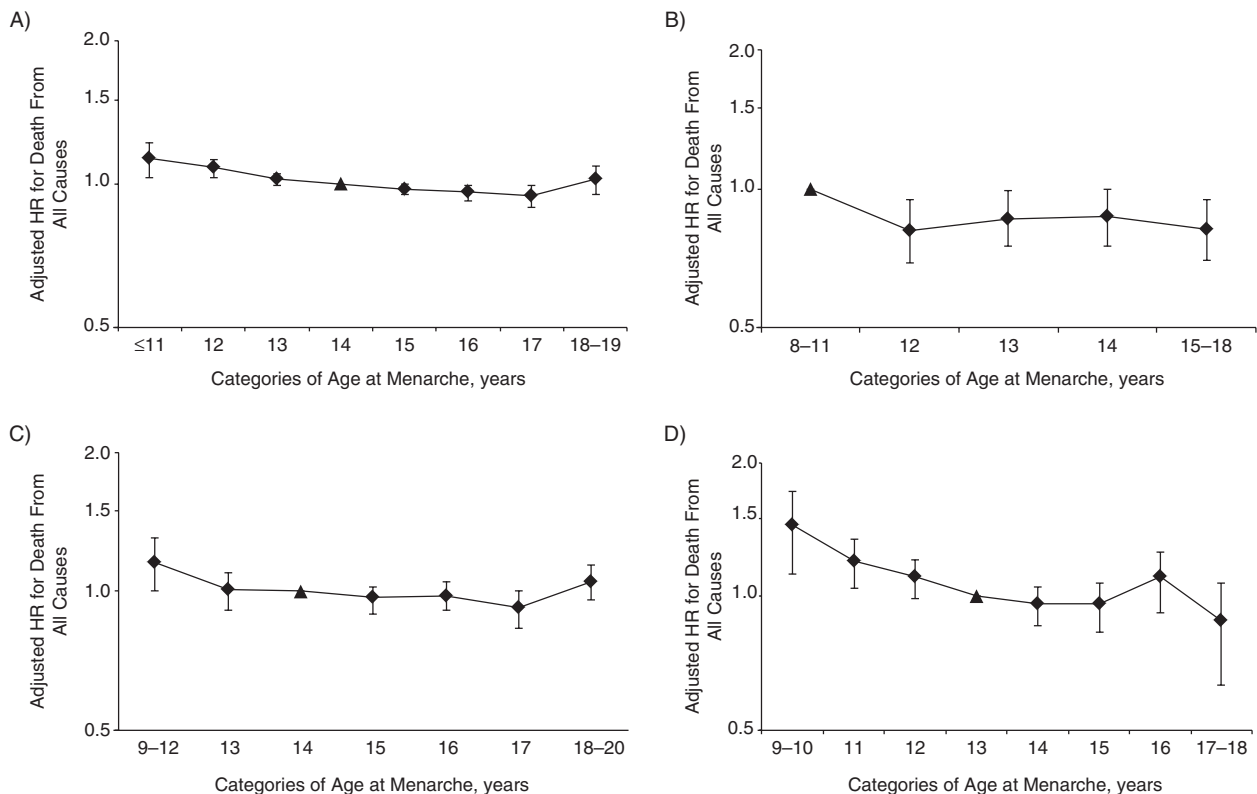 A)
Adjusted HR for Death From
All Causes
2.0
1.5
1.0
0.5
≤11 12 13 14 15 16 17 18–19
Categories of Age at Menarche, years
B)
Adjusted HR for Death From
All Causes
2.0
1.5
1.0
0.5
8–11 12 13 14 15–18
Categories of Age at Menarche, years
C)
Adjusted HR for Death From
All Causes
2.0
1.5
1.0
0.5
9–12 13 14 15 16 17 18–20
Categories of Age at Menarche, years
D)
Adjusted HR for Death From
All Causes
2.0
1.5
1.0
0.5
9–10 11 12 13 14 15 16 17–18
Categories of Age at Menarche, years